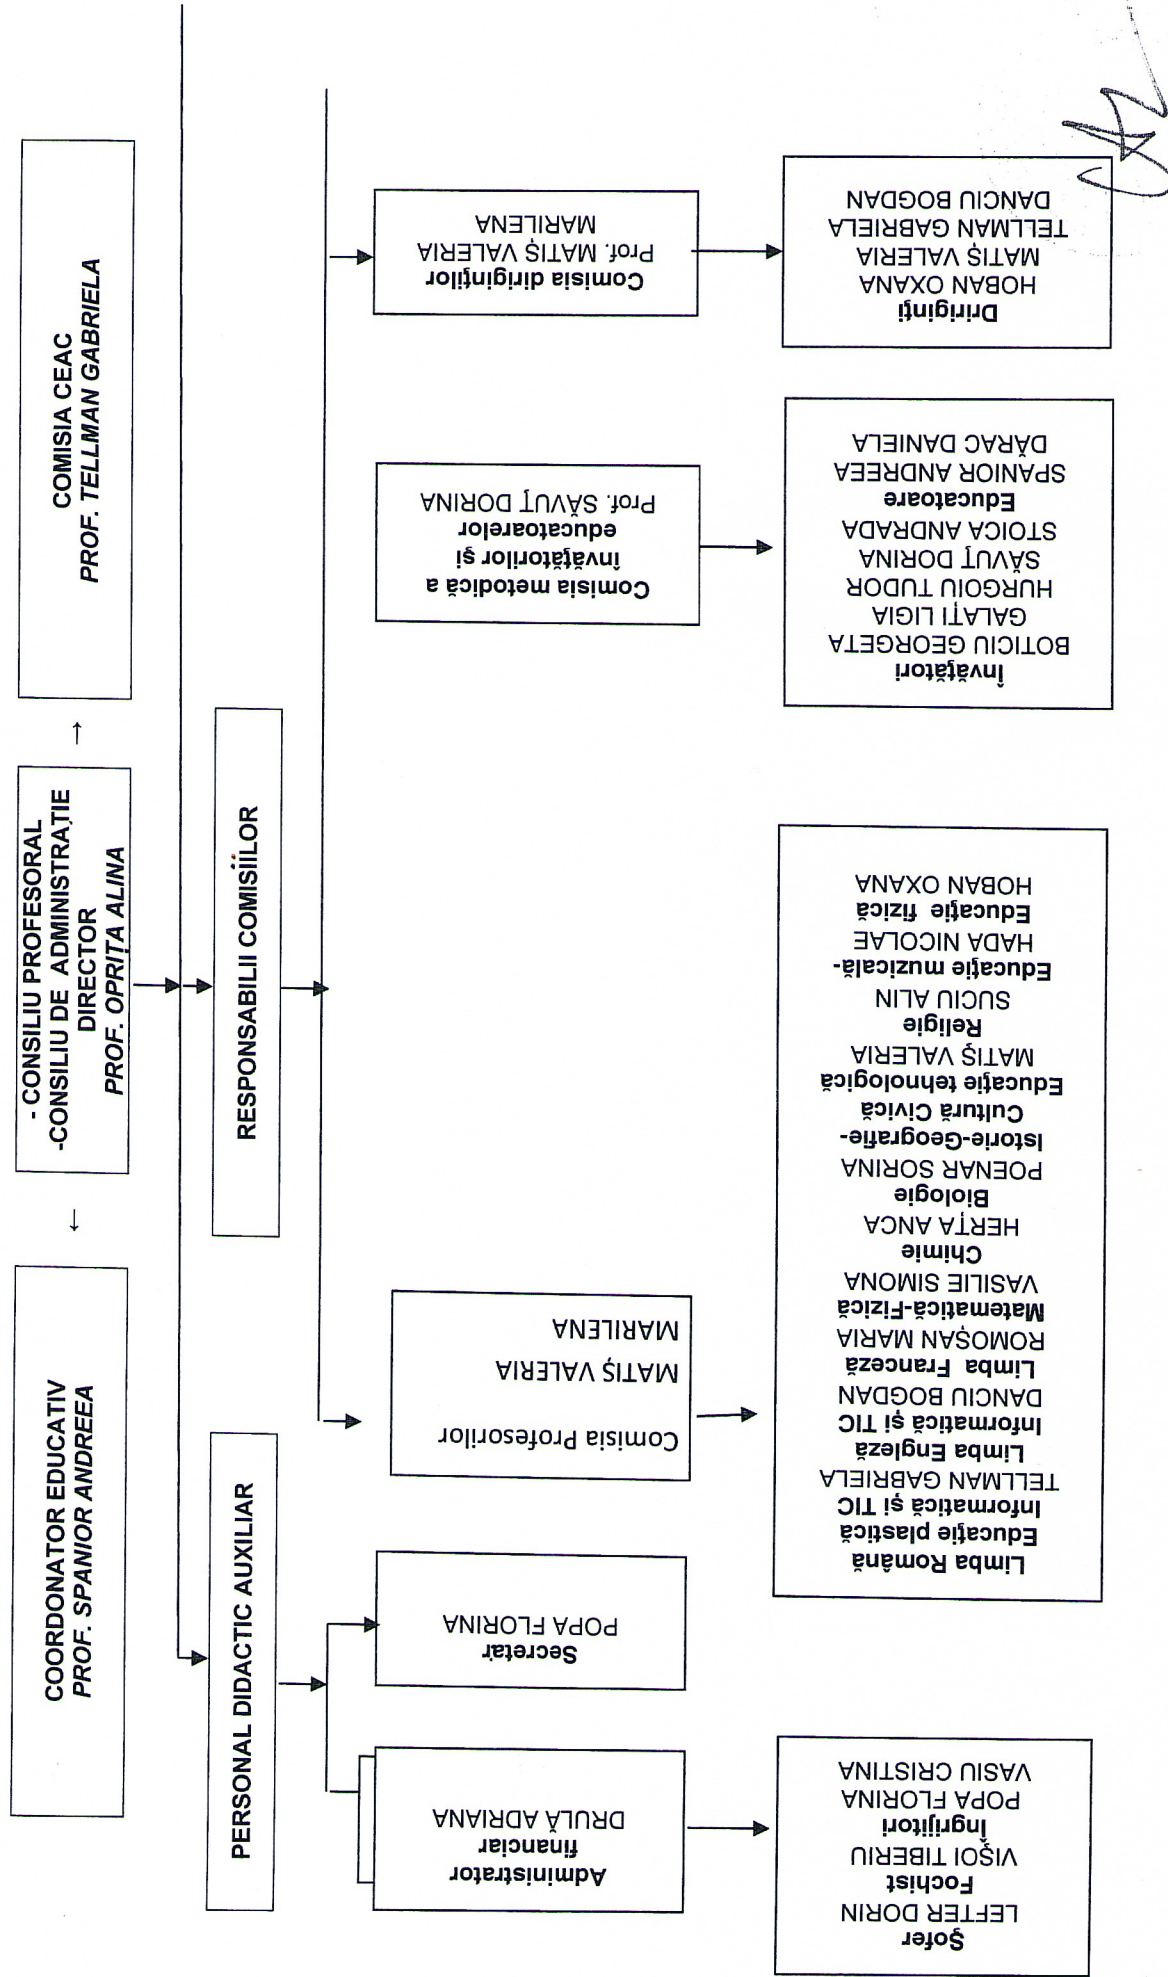 COORDONATOR EDUCATIV
PROF. SPANIOR ANDREEA
←
- CONSILIU PROFESORAL
-CONSILIU DE ADMINISTRAȚIE
DIRECTOR
PROF. OPRIȚA ALINA
→
COMISIA CEAC
PROF. TELLMAN GABRIELA
PERSONAL DIDACTIC AUXILIAR
RESPONSABILII COMISIILOR
Administrator
financiar
DRULĂ ADRIANA
Secretar
POPA FLORINA
Comisia Profesorilor
MATIȘ VALERIA
MARILENA
Comisia metodică a
învățătorilor și
educatoarelor
Prof. SĂVUȚ DORINA
Comisia diriginților
Prof. MATIȘ VALERIA
MARILENA
Șofer
LEFTER DORIN
Fochist
VIȘOI TIBERIU
Îngrijitori
POPA FLORINA
VASIU CRISTINA
Limba Română
Educație plastică
Informatică și TIC
TELLMAN GABRIELA
Limba Engleză
Informatică și TIC
DANCIU BOGDAN
Limba Franceză
ROMOȘAN MARIA
Matematică-Fizică
VASILIE SIMONA
Chimie
HERȚA ANCA
Biologie
POENAR SORINA
Istorie-Geografie-
Cultură Civică
Educație tehnologică
MATIȘ VALERIA
Religie
SUCIU ALIN
Educație muzicală-
HADA NICOLAE
Educație fizică
HOBAN OXANA
Învățători
BOTICIU GEORGETA
GALAȚI LIGIA
HURGOIU TUDOR
SĂVUȚ DORINA
STOICA ANDRADA
Educatoare
SPANIOR ANDREEA
DĂRAC DANIELA
Dririginți
HOBAN OXANA
MATIȘ VALERIA
TELLMAN GABRIELA
DANCIU BOGDAN